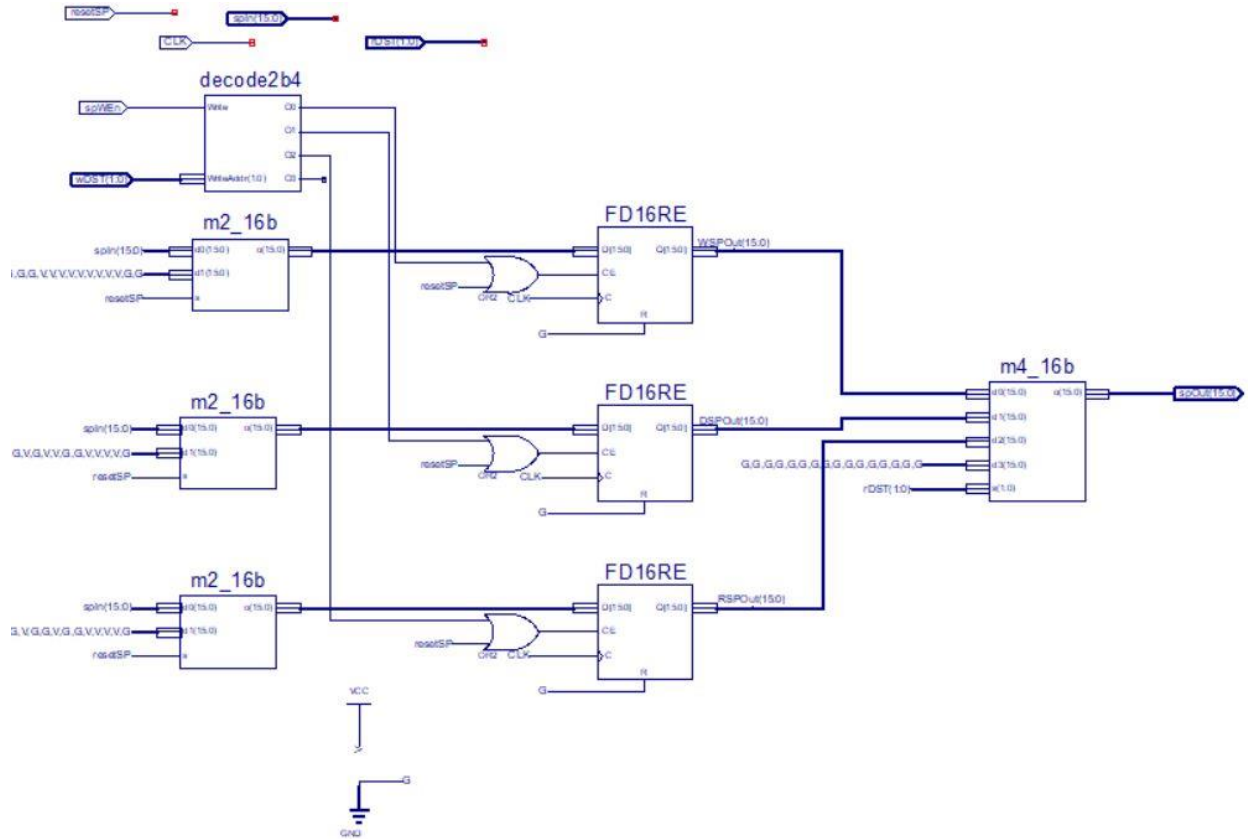 resetSP
spIn(15:0)
CLK
rDST(1:0)
decode2b4
spWEn
Write
O0
O1
O2
wDST(1:0)
WriteAddr(1:0)
O3
m2_16b
FD16RE
spIn(15:0)
d0(15:0)
o(15:0)
D[15:0]
Q[15:0]
WSPOut(15:0)
G,G,V,V,V,V,V,V,V,V,G,G
d1(15:0)
CE
resetSP
s
resetSP
OR2
CLK
C
G
R
m4_16b
m2_16b
FD16RE
d0(15:0)
o(15:0)
spOut(15:0)
spIn(15:0)
d0(15:0)
o(15:0)
D[15:0]
Q[15:0]
DSPOut(15:0)
d1(15:0)
d2(15:0)
G,V,G,V,V,G,G,V,V,V,V,G
d1(15:0)
CE
resetSP
G,G,G,G,G,G,G,G,G,G,G,G,G,G,G,G
d3(15:0)
resetSP
s
OR2
CLK
C
rDST(1:0)
s(1:0)
G
R
m2_16b
FD16RE
spIn(15:0)
d0(15:0)
o(15:0)
D[15:0]
Q[15:0]
RSPOut(15:0)
G,V,G,G,V,G,G,V,V,V,V,G
d1(15:0)
CE
resetSP
s
resetSP
OR2
CLK
C
G
R
VCC
G
GND